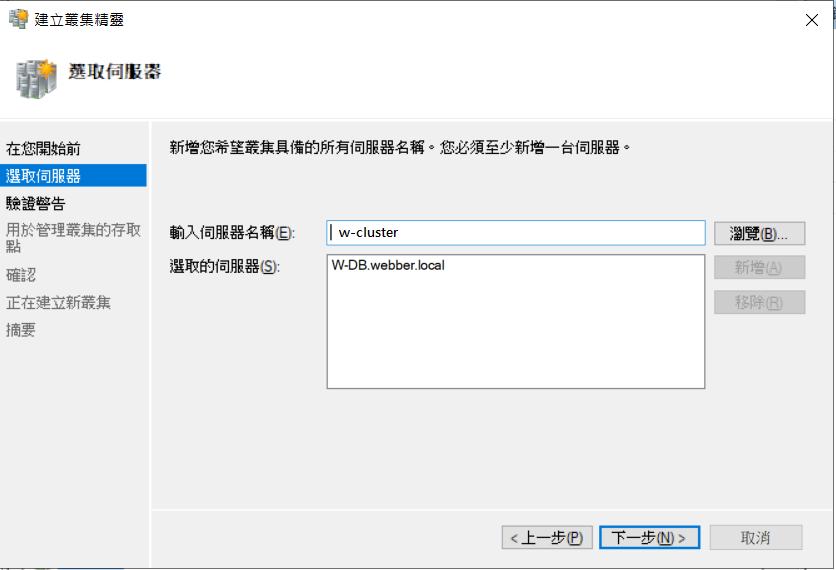 建立叢集精靈
選取伺服器
在您開始前
選取伺服器
驗證警告
用於管理叢集的存取
點
確認
正在建立新叢集
摘要
新增您希望叢集具備的所有伺服器名稱。您必須至少新增一台伺服器。
輸入伺服器名稱(E):
w-cluster
瀏覽(B)...
選取的伺服器(S):
W-DB.webber.local
新增(A)
移除(R)
< 上一步(P)
下一步(N) >
取消